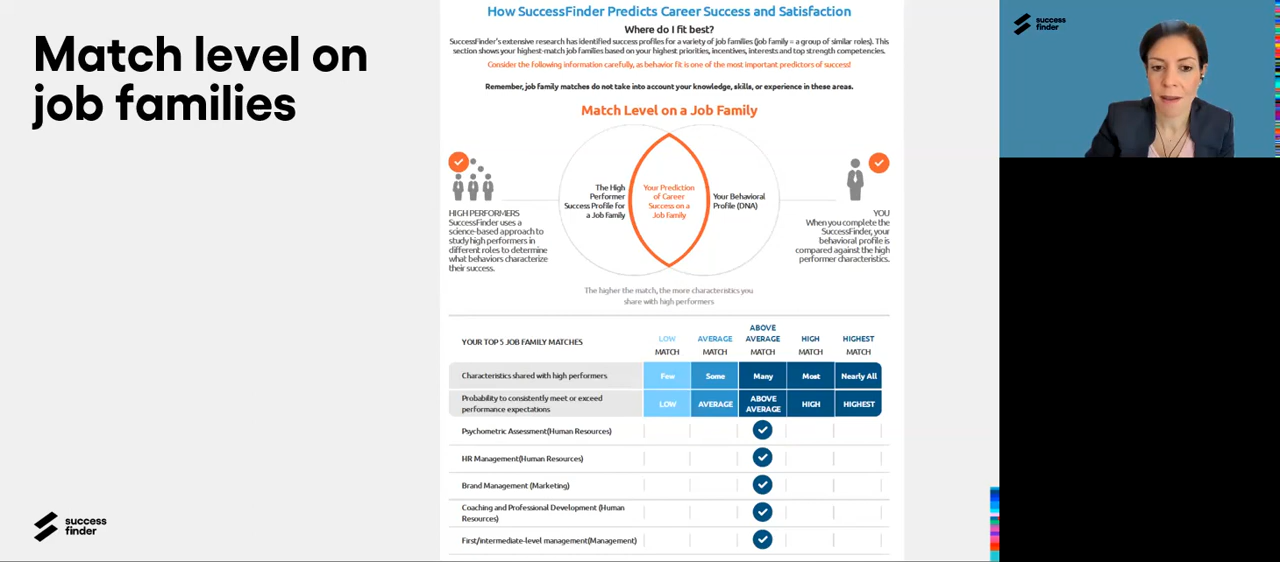 Match level on
job families
How SuccessFinder Predicts Career Success and Satisfaction
Where do I fit best?
SuccessFinder's extensive research has identified success profiles for a variety of job families (job family = a group of similar roles). This
section shows your highest-match job families based on your highest priorities, incentives, interests and top strength competencies.
Consider the following information carefully, as behavior fit is one of the most important predictors of success!
Remember, job family matches do not take into account your knowledge, skills, or experience in these areas.
Match Level on a Job Family
The High
Performer
Success Profile for
a Job Family
Your Prediction
of Career
Success on a
Job Family
Your Behavioral
Profile (DNA)
HIGH PERFORMERS
SuccessFinder uses a
science-based approach to
study high performers in
different roles to determine
what behaviors characterize
their success.
YOU
When you complete the
SuccessFinder, your
behavioral profile is
compared against the high
performer characteristics.
The higher the match, the more characteristics you
share with high performers
YOUR TOP 5 JOB FAMILY MATCHES
LOW
MATCH
AVERAGE
MATCH
ABOVE
AVERAGE
MATCH
HIGH
MATCH
HIGHEST
MATCH
Characteristics shared with high performers
Few
Some
Many
Most
Nearly All
Probability to consistently meet or exceed
performance expectations
LOW
AVERAGE
ABOVE
AVERAGE
HIGH
HIGHEST
Psychometric Assessment(Human Resources)
HR Management(Human Resources)
Brand Management (Marketing)
Coaching and Professional Development (Human
Resources)
First/intermediate-level management(Management)
success
finder
success
finder